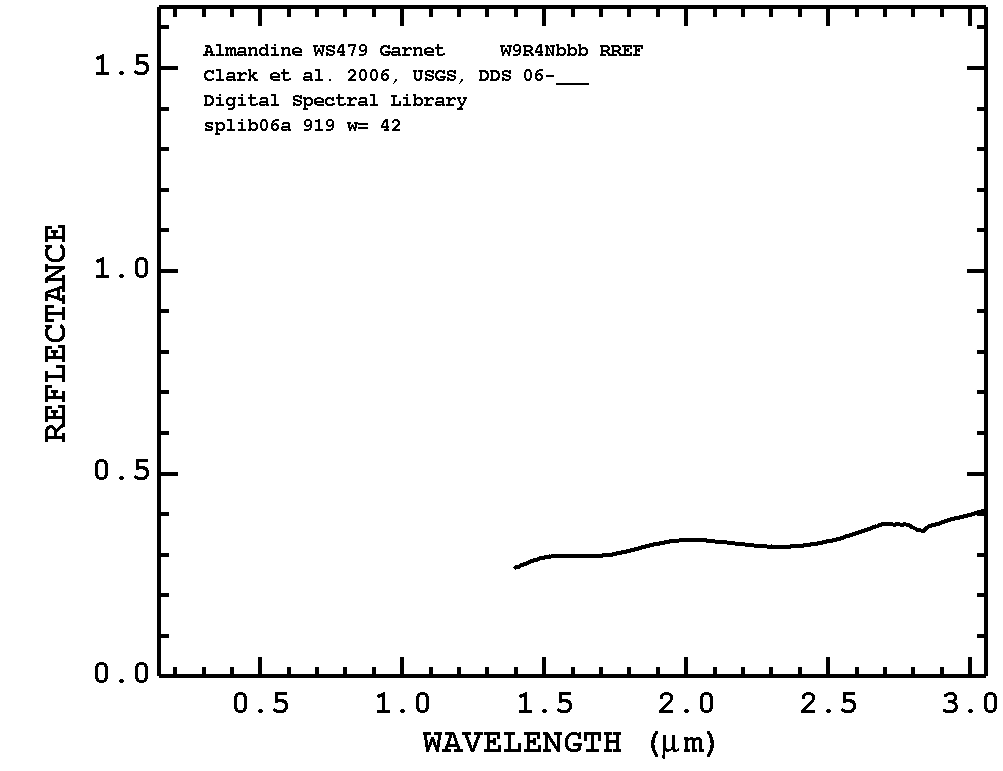 Almandine WS479 Garnet W9R4Nbbb RREF
Clark et al. 2006, USGS, DDS 06-___
Digital Spectral Library
splib06a 919 w= 42
1.5
1.0
0.5
0.0
REFLECTANCE
0.5 1.0 1.5 2.0 2.5 3.0
WAVELENGTH (μm)